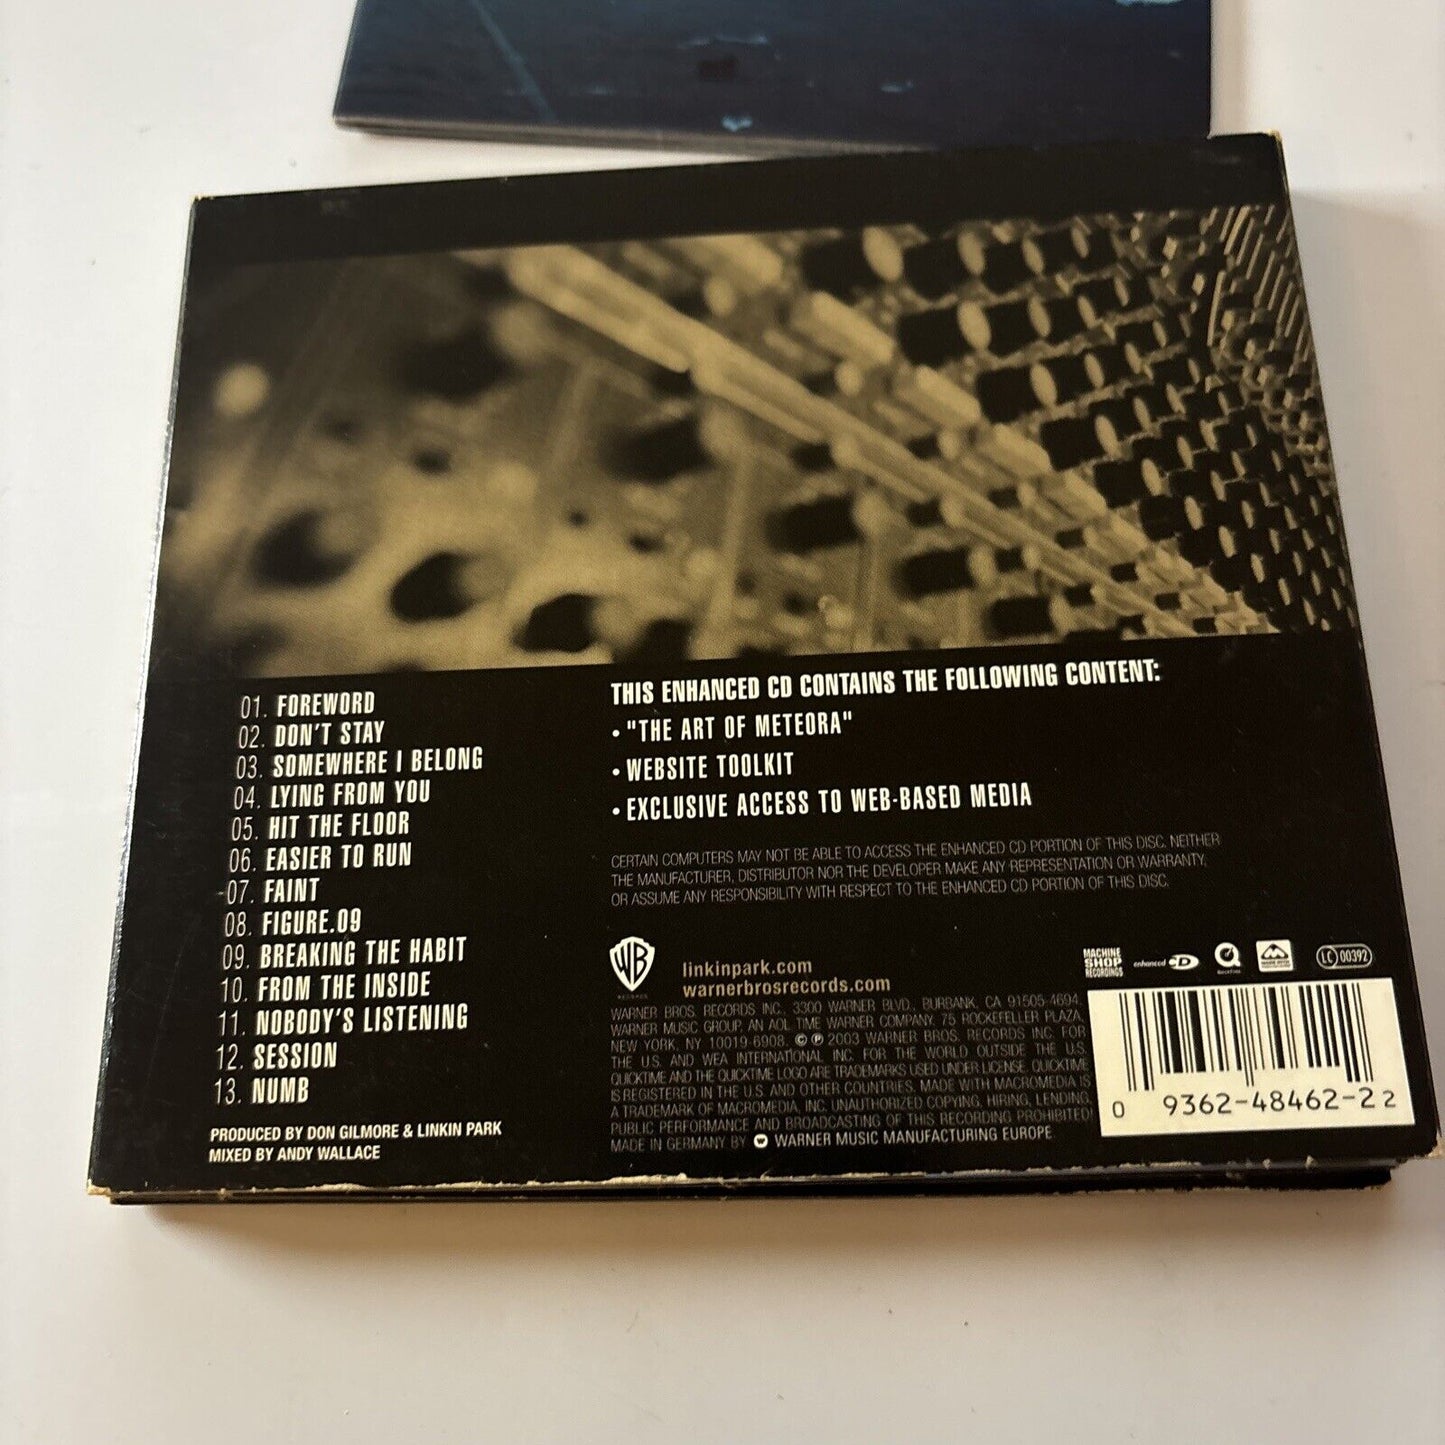 01. FOREWORD
02. DON'T STAY
03. SOMEWHERE I BELONG
04. LYING FROM YOU
05. HIT THE FLOOR
06. EASIER TO RUN
07. FAINT
08. FIGURE.09
09. BREAKING THE HABIT
10. FROM THE INSIDE
11. NOBODY'S LISTENING
12. SESSION
13. NUMB
PRODUCED BY DON GILMORE & LINKIN PARK
MIXED BY ANDY WALLACE
THIS ENHANCED CD CONTAINS THE FOLLOWING CONTENT:
• "THE ART OF METEORA"
• WEBSITE TOOLKIT
• EXCLUSIVE ACCESS TO WEB-BASED MEDIA
CERTAIN COMPUTERS MAY NOT BE ABLE TO ACCESS THE ENHANCED CD PORTION OF THIS DISC. NEITHER
THE MANUFACTURER, DISTRIBUTOR NOR THE DEVELOPER MAKE ANY REPRESENTATION OR WARRANTY,
OR ASSUME ANY RESPONSIBILITY WITH RESPECT TO THE ENHANCED CD PORTION OF THIS DISC.
WB
RECORDS
linkinpark.com
warnerbrosrecords.com
MACHINE
SHOP
RECORDINGS
enhanced CD
QuickTime
LC 00392
WARNER BROS. RECORDS INC., 3300 WARNER BLVD., BURBANK, CA 91505-4694,
WARNER MUSIC GROUP, AN AOL TIME WARNER COMPANY. 75 ROCKEFELLER PLAZA,
NEW YORK, NY 10019-6908. © ℗ 2003 WARNER BROS. RECORDS INC. FOR
THE U.S. AND WEA INTERNATIONAL INC. FOR THE WORLD OUTSIDE THE U.S.
QUICKTIME AND THE QUICKTIME LOGO ARE TRADEMARKS USED UNDER LICENSE. QUICKTIME
IS REGISTERED IN THE U.S. AND OTHER COUNTRIES. MADE WITH MACROMEDIA IS
A TRADEMARK OF MACROMEDIA, INC. UNAUTHORIZED COPYING, HIRING, LENDING,
PUBLIC PERFORMANCE AND BROADCASTING OF THIS RECORDING PROHIBITED!
MADE IN GERMANY BY WARNER MUSIC MANUFACTURING EUROPE
0 9362-48462-2 2